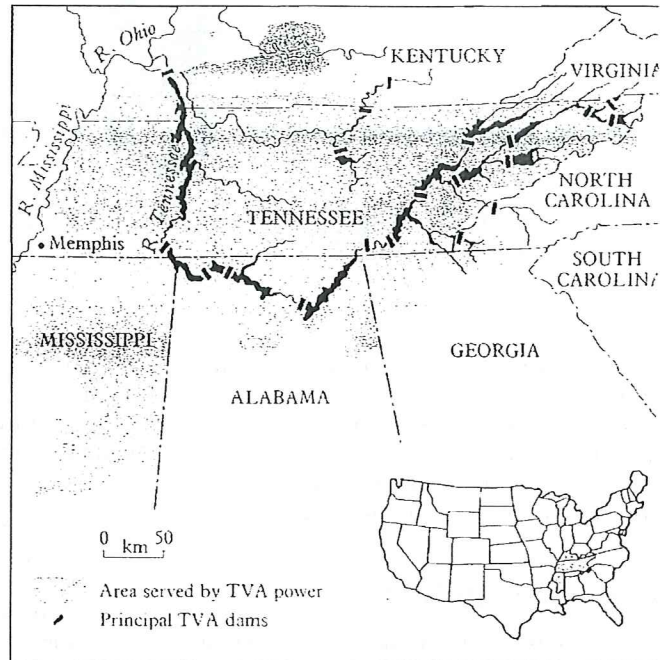 R. Ohio
KENTUCKY
VIRGINIA
R. Mississippi
R. Tennessee
TENNESSEE
NORTH
CAROLINA
Memphis
SOUTH
CAROLINA
MISSISSIPPI
GEORGIA
ALABAMA
0 km 50
Area served by TVA power
Principal TVA dams